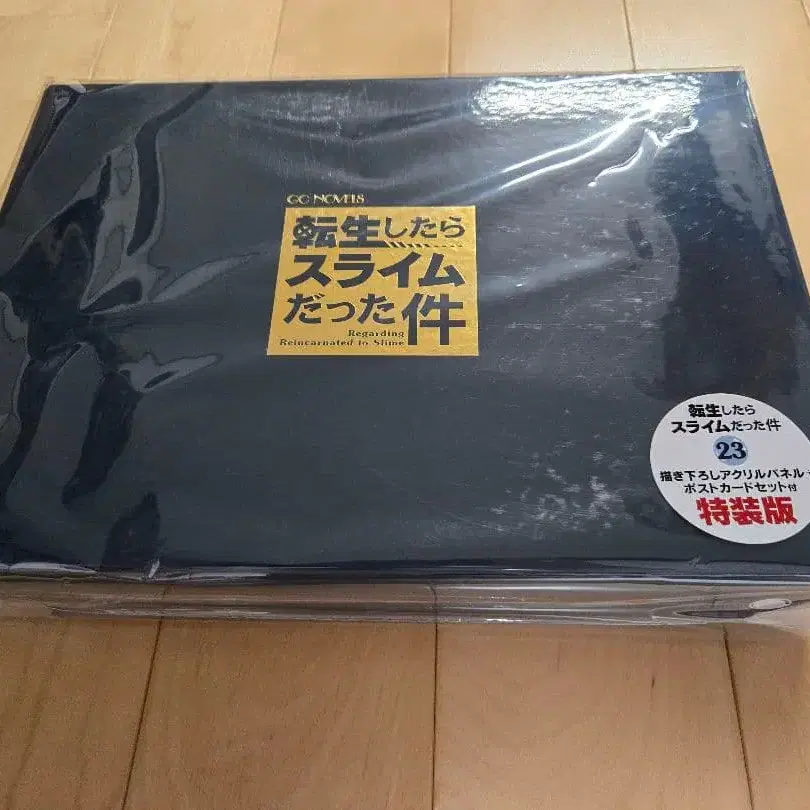 GC NOVELS
転生したら
スライム
だった件
Regarding
Reincarnated to Slime
転生したら
スライムだった件
23
描き下ろしアクリルパネル
ポストカードセット付
特装版